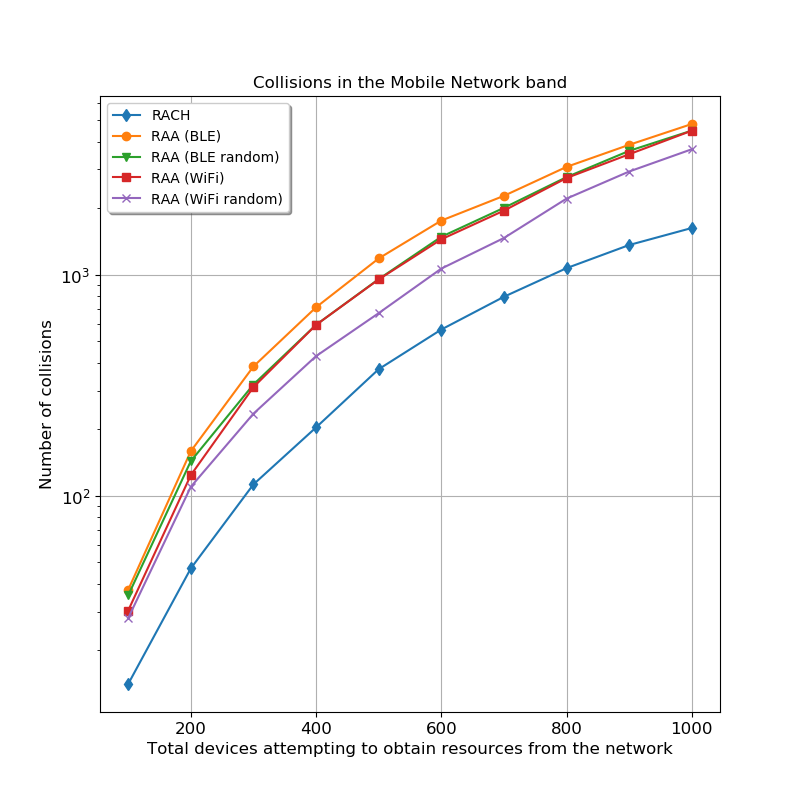 Collisions in the Mobile Network band
RACH
RAA (BLE)
RAA (BLE random)
RAA (WiFi)
RAA (WiFi random)
10³
10²
Number of collisions
200 400 600 800 1000
Total devices attempting to obtain resources from the network